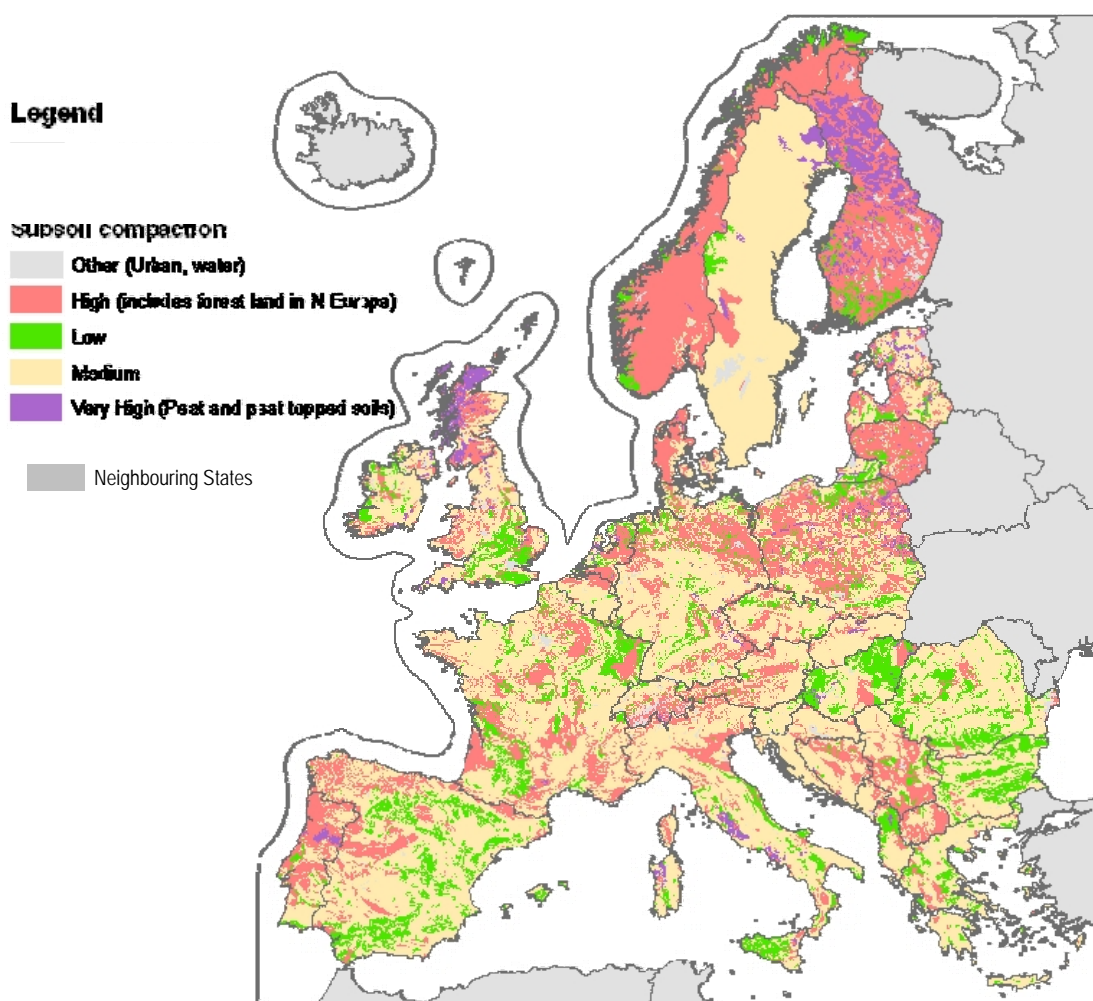 Legend
Subsoil compaction
Other (Urban, water)
High (includes forest land in N Europe)
Low
Medium
Very High (Peat and peat topped soils)
Neighbouring States